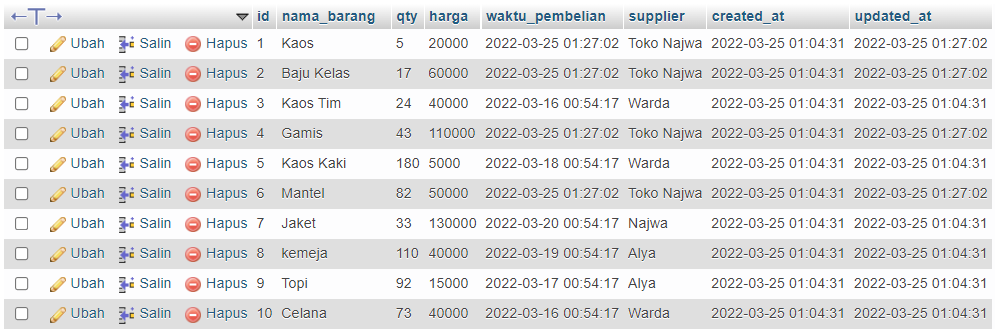 id nama_barang qty harga waktu_pembelian supplier created_at updated_at
Ubah Salin Hapus 1 Kaos 5 20000 2022-03-25 01:27:02 Toko Najwa 2022-03-25 01:04:31 2022-03-25 01:27:02
Ubah Salin Hapus 2 Baju Kelas 17 60000 2022-03-25 01:27:02 Toko Najwa 2022-03-25 01:04:31 2022-03-25 01:27:02
Ubah Salin Hapus 3 Kaos Tim 24 40000 2022-03-16 00:54:17 Warda 2022-03-25 01:04:31 2022-03-25 01:04:31
Ubah Salin Hapus 4 Gamis 43 110000 2022-03-25 01:27:02 Toko Najwa 2022-03-25 01:04:31 2022-03-25 01:27:02
Ubah Salin Hapus 5 Kaos Kaki 180 5000 2022-03-18 00:54:17 Warda 2022-03-25 01:04:31 2022-03-25 01:04:31
Ubah Salin Hapus 6 Mantel 82 50000 2022-03-25 01:27:02 Toko Najwa 2022-03-25 01:04:31 2022-03-25 01:27:02
Ubah Salin Hapus 7 Jaket 33 130000 2022-03-20 00:54:17 Najwa 2022-03-25 01:04:31 2022-03-25 01:04:31
Ubah Salin Hapus 8 kemeja 110 40000 2022-03-19 00:54:17 Alya 2022-03-25 01:04:31 2022-03-25 01:04:31
Ubah Salin Hapus 9 Topi 92 15000 2022-03-17 00:54:17 Alya 2022-03-25 01:04:31 2022-03-25 01:04:31
Ubah Salin Hapus 10 Celana 73 40000 2022-03-16 00:54:17 Warda 2022-03-25 01:04:31 2022-03-25 01:04:31